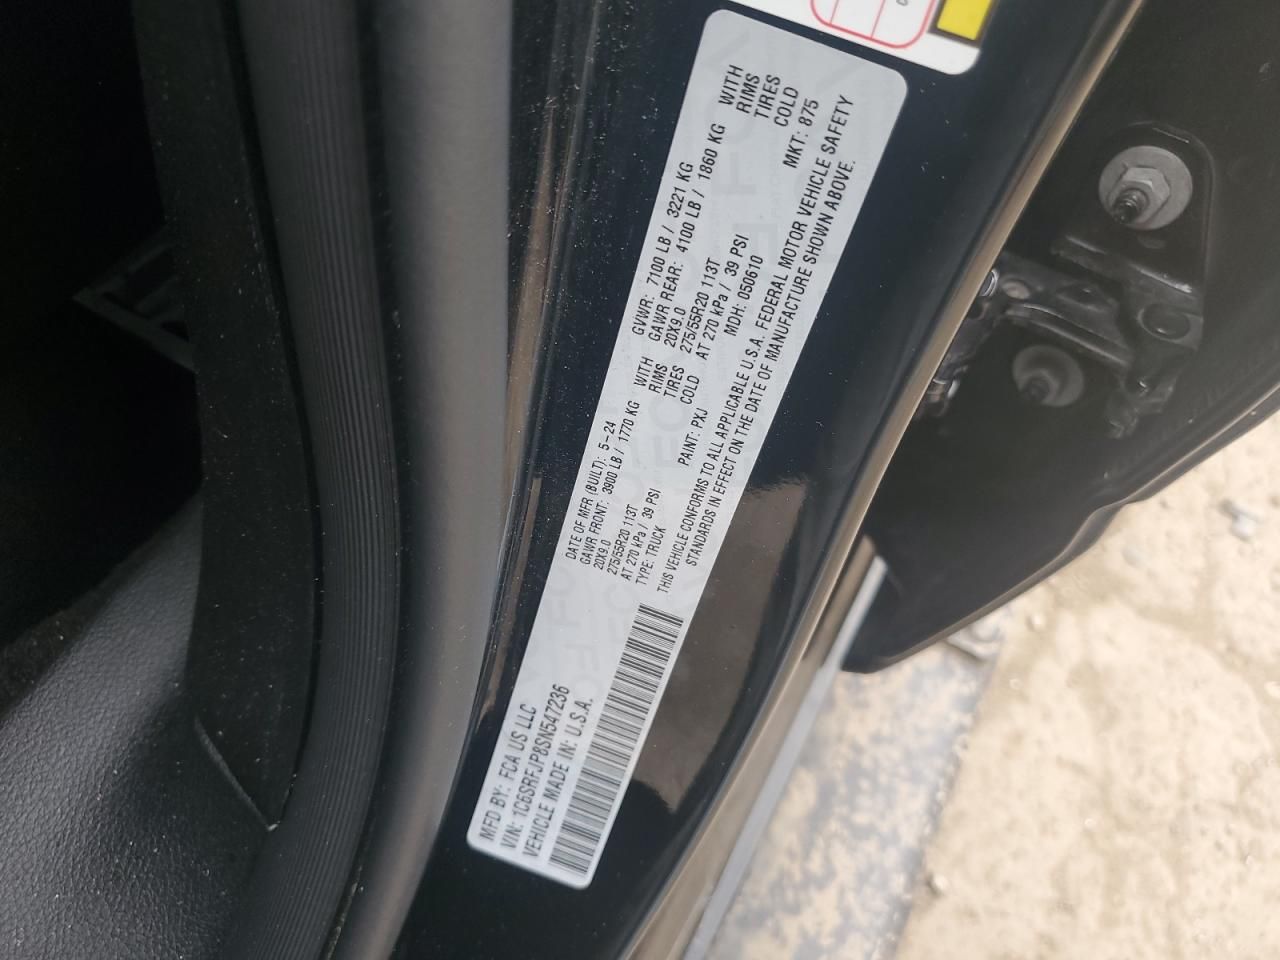 MFD BY: FCA US LLC
DATE OF MFR (BUILT): 5-24
GVWR: 7100 LB / 3221 KG
GAWR FRONT: 3900 LB / 1770 KG WITH
GAWR REAR: 4100 LB / 1860 KG WITH
20X9.0 RIMS
20X9.0 RIMS
275/55R20 113T TIRES
275/55R20 113T TIRES
AT 270 kPa / 39 PSI COLD
AT 270 kPa / 39 PSI COLD
VIN: 1C6SRFJP8SN547236
TYPE: TRUCK
PAINT: PXJ
MDH: 050610
MKT: 875
VEHICLE MADE IN: U.S.A.
THIS VEHICLE CONFORMS TO ALL APPLICABLE U.S.A. FEDERAL MOTOR VEHICLE SAFETY
STANDARDS IN EFFECT ON THE DATE OF MANUFACTURE SHOWN ABOVE.